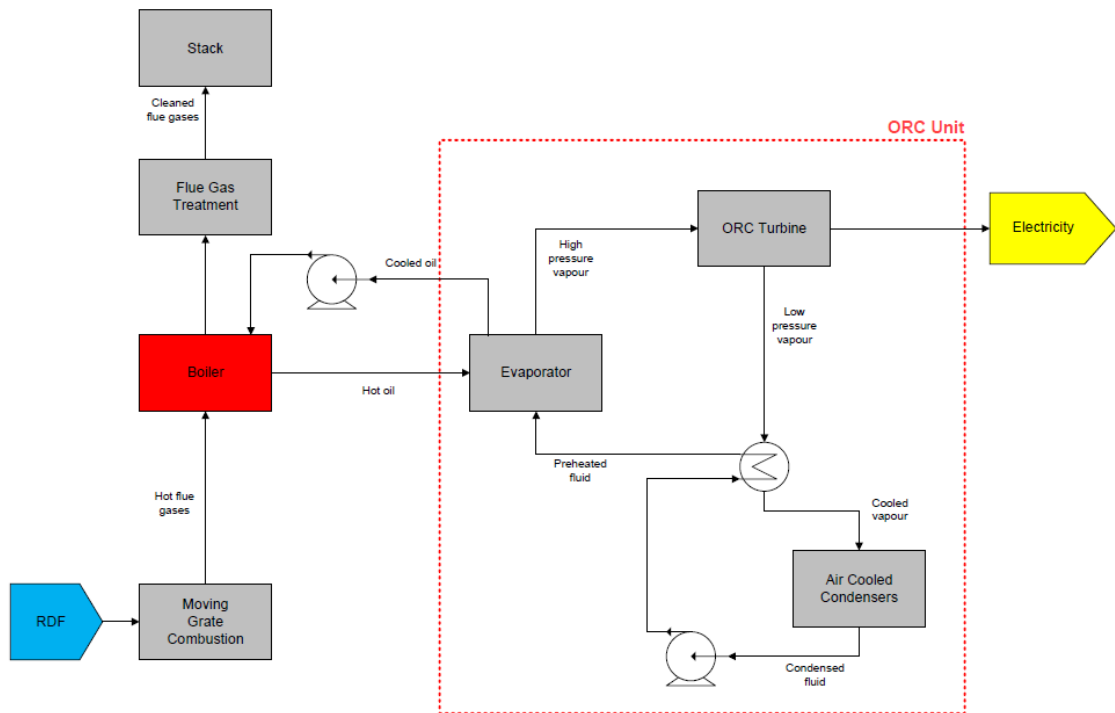 Stack
Cleaned
flue gases
ORC Unit
Flue Gas
Treatment
ORC Turbine
Electricity
High
pressure
vapour
Cooled oil
Low
pressure
vapour
Boiler
Hot oil
Evaporator
Preheated
fluid
Hot flue
gases
Cooled
vapour
RDF
Moving
Grate
Combustion
Air Cooled
Condensers
Condensed
fluid